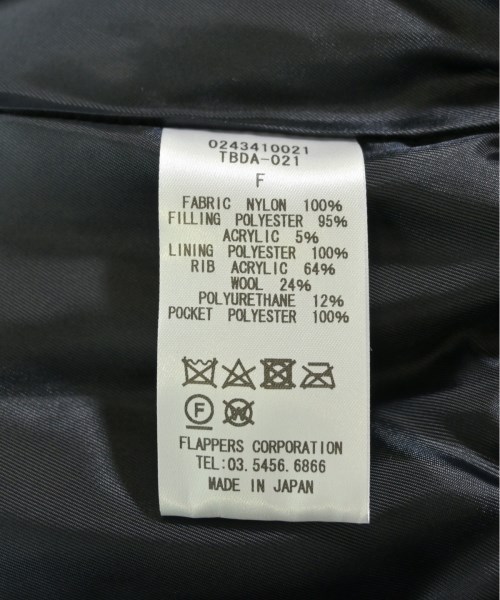 0243410021
TBDA-021
F
FABRIC NYLON 100%
FILLING POLYESTER 95%
ACRYLIC 5%
LINING POLYESTER 100%
RIB ACRYLIC 64%
WOOL 24%
POLYURETHANE 12%
POCKET POLYESTER 100%
F W
FLAPPERS CORPORATION
TEL:03.5456.6866
MADE IN JAPAN